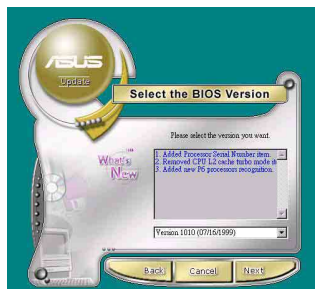 ASUS
Update
Select the BIOS Version
Please select the version you want.
What's
New
1. Added Processor Serial Number item.
2. Removed CPU L2 cache turbo mode
3. Added new P6 processors recognition.
Version 1010 (07/16/1999)
Back
Cancel
Next